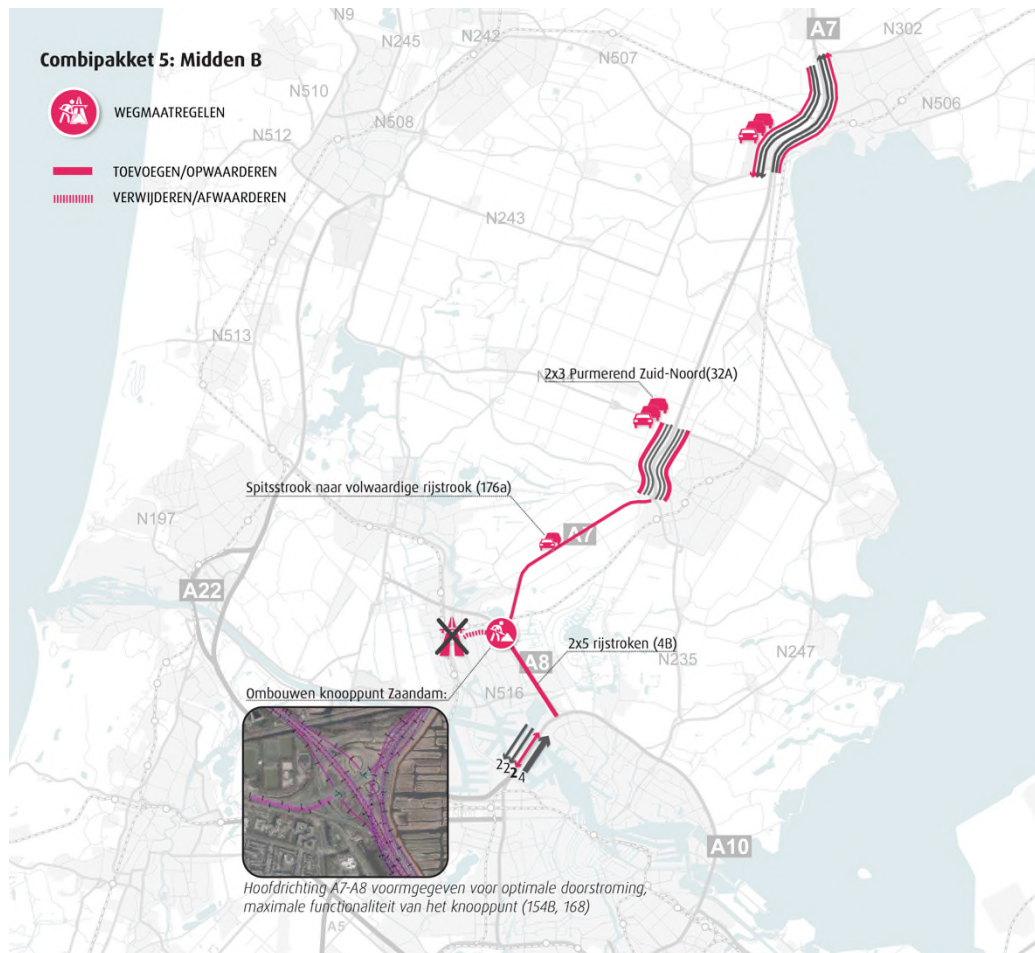 Combipakket 5: Midden B
WEGMAATREGELEN
TOEVOEGEN/OPWAARDEREN
VERWIJDEREN/AFWAARDEREN
N9
N245
N242
A7
N302
N507
N506
N510
N508
N512
N243
N513
2x3 Purmerend Zuid-Noord(32A)
Spitsstrook naar volwaardige rijstrook (176a)
N197
A7
A22
2x5 rijstroken (4B)
A8
N235
N247
Ombouwen knooppunt Zaandam:
N516
2224
A10
Hoofdrichting A7-A8 voormgegeven voor optimale doorstroming,
maximale functionaliteit van het knooppunt (154B, 168)
A5